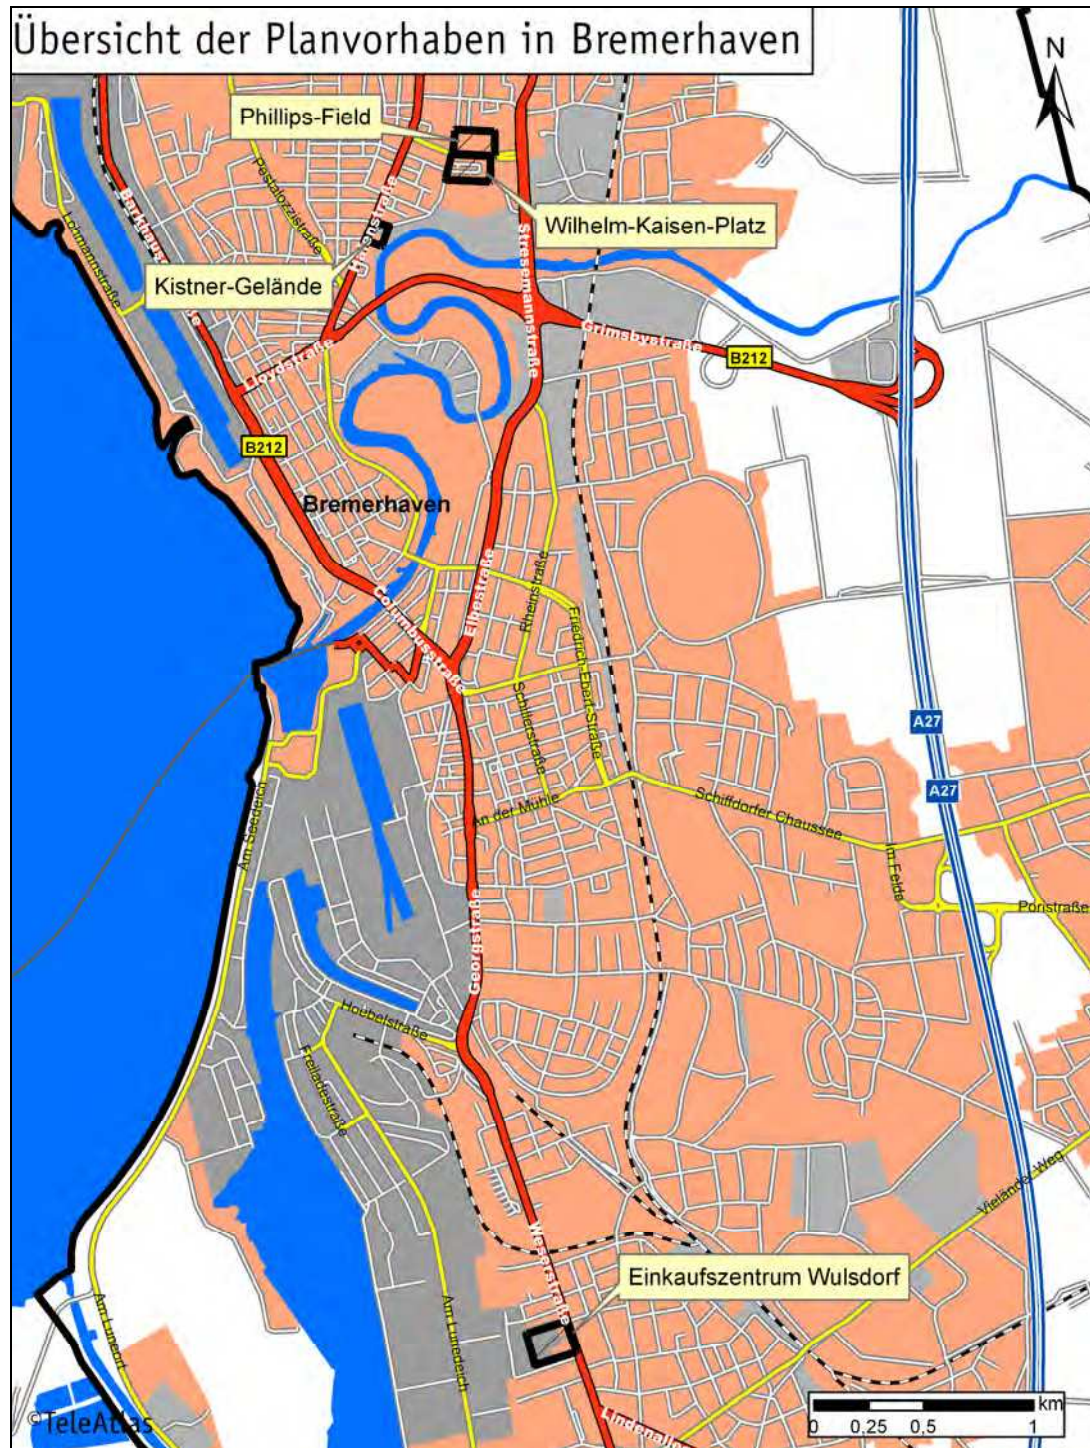 Übersicht der Planvorhaben in Bremerhaven
N
Phillips-Field
Wilhelm-Kaisen-Platz
Kistner-Gelände
Pestalozzistraße
Lohmannstraße
Stresemannstraße
Lloydstraße
Grimsbystraße
B212
B212
Bremerhaven
Columbusstraße
Elbestraße
Rheinstraße
Friedrich-Ebert-Straße
Schillerstraße
A27
A27
An der Mühle
Schiffdorfer Chaussee
Am Seedeich
Im Felde
Poristraße
Georgstraße
Hoebelstraße
Freiladestraße
Vieländer Weg
Weserstraße
Einkaufszentrum Wulsdorf
Am Luneort
Am Lunedeich
Lindenallee
©TeleAtlas
km
0 0,25 0,5 1